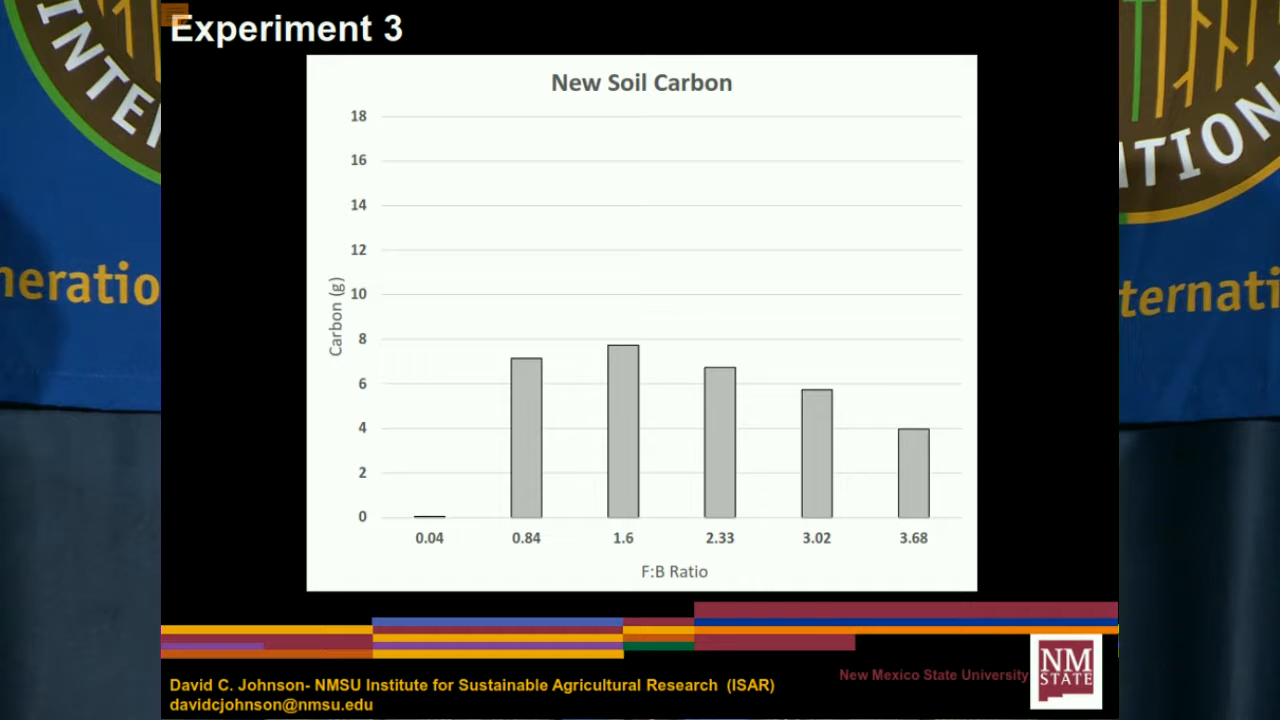 Experiment 3
New Soil Carbon
18
16
14
12
10
8
6
4
2
0
Carbon (g)
0.04 0.84 1.6 2.33 3.02 3.68
F:B Ratio
New Mexico State University
NM
STATE
David C. Johnson- NMSU Institute for Sustainable Agricultural Research (ISAR)
davidcjohnson@nmsu.edu